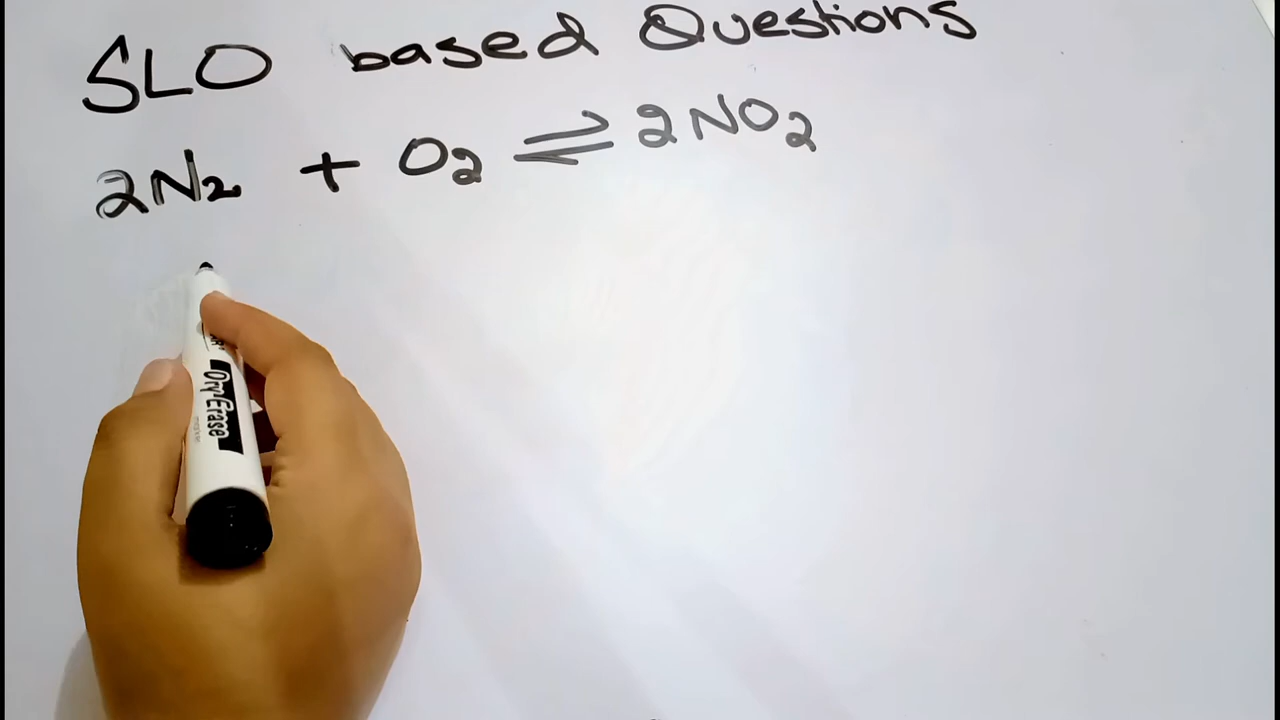 SLO based Questions
2N₂ + O₂ ⇌ 2NO₂
Dry Erase